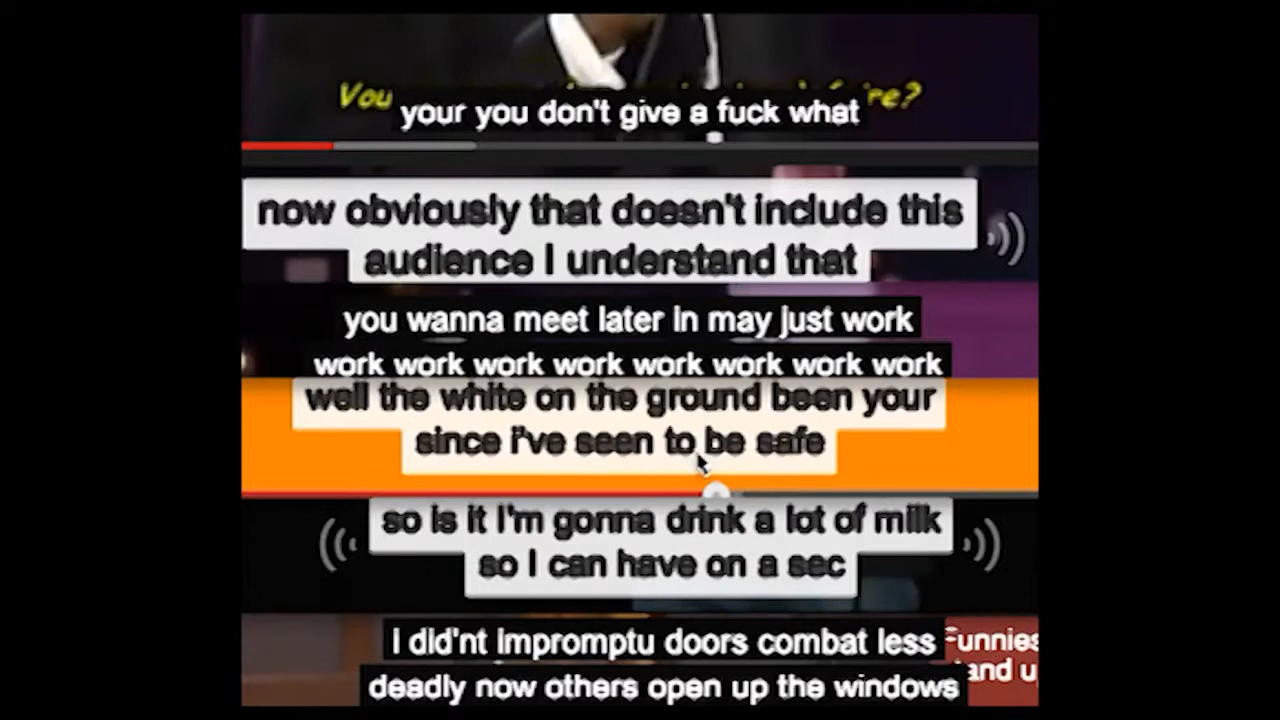 Vou re?
your you don't give a fuck what
now obviously that doesn't include this
audience I understand that
you wanna meet later in may just work
work work work work work work work work
well the white on the ground been your
since i've seen to be safe
so is it I'm gonna drink a lot of milk
so I can have on a sec
I did'nt impromptu doors combat less
Funnies
deadly now others open up the windows
and u